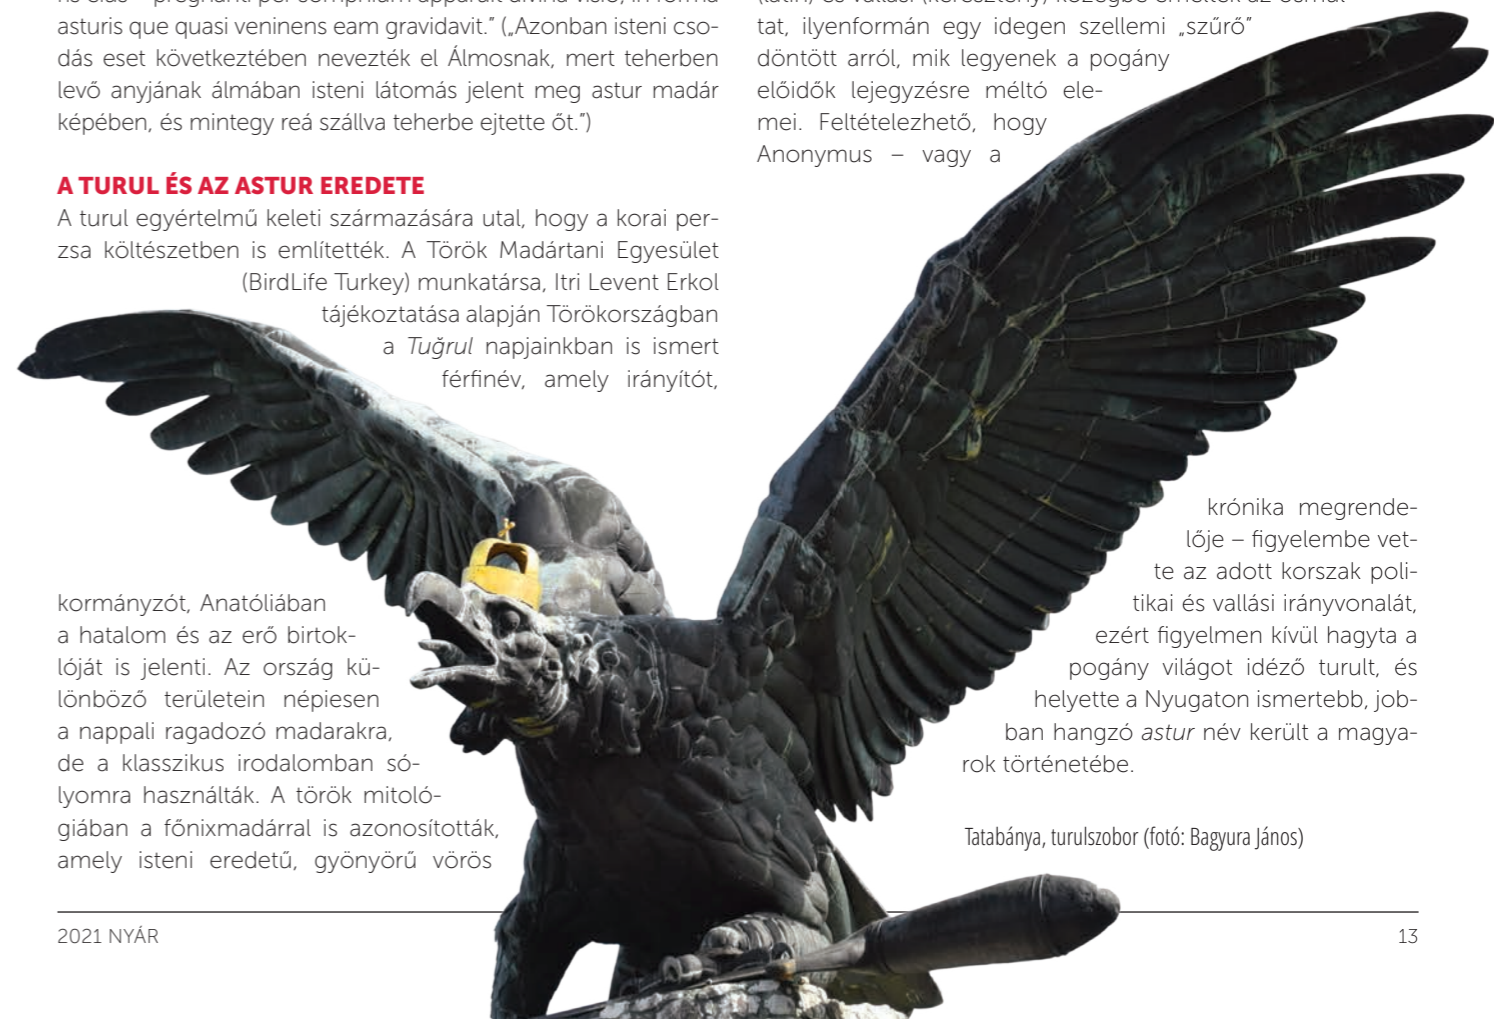 asturis que quasi veninens eam gravidavit.” („Azonban isteni cso-
dás eset következtében nevezték el Álmosnak, mert teherben
levő anyjának álmában isteni látomás jelent meg astur madár
képében, és mintegy reá szállva teherbe ejtette őt.”)
A TURUL ÉS AZ ASTUR EREDETE
A turul egyértelmű keleti származására utal, hogy a korai per-
zsa költészetben is említették. A Török Madártani Egyesület
(BirdLife Turkey) munkatársa, Itri Levent Erkol
tájékoztatása alapján Törökországban
a Tuğrul napjainkban is ismert
férfinév, amely irányítót,
kormányzót, Anatóliában
a hatalom és az erő birtok-
lóját is jelenti. Az ország kü-
lönböző területein népiesen
a nappali ragadozó madarakra,
de a klasszikus irodalomban só-
lyomra használták. A török mitoló-
giában a főnixmadárral is azonosították,
amely isteni eredetű, gyönyörű vörös
tat, ilyenformán egy idegen szellemi „szűrő”
döntött arról, mik legyenek a pogány
előidők lejegyzésre méltó ele-
mei. Feltételezhető, hogy
Anonymus – vagy a
krónika megrende-
lője – figyelembe vet-
te az adott korszak poli-
tikai és vallási irányvonalát,
ezért figyelmen kívül hagyta a
pogány világot idéző turult, és
helyette a Nyugaton ismertebb, job-
ban hangzó astur név került a magya-
rok történetébe.
Tatabánya, turulszobor (fotó: Bagyura János)
2021 NYÁR
13